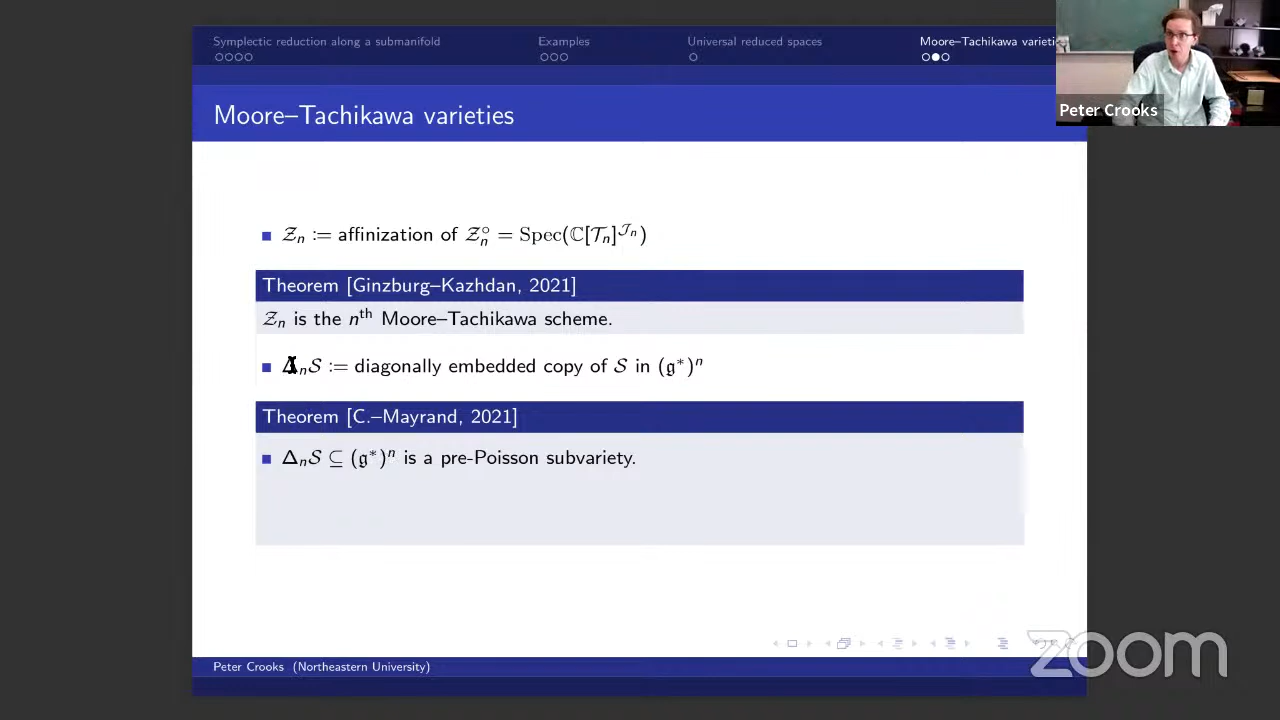 Symplectic reduction along a submanifold Examples Universal reduced spaces Moore–Tachikawa varieti
Peter Crooks
Moore–Tachikawa varieties
𝒵ₙ := affinization of 𝒵ₙ° = Spec(ℂ[𝒯ₙ]^𝒥ₙ)
Theorem [Ginzburg–Kazhdan, 2021]
𝒵ₙ is the nᵗʰ Moore–Tachikawa scheme.
Δₙ𝒮 := diagonally embedded copy of 𝒮 in (𝔤*)ⁿ
Theorem [C.–Mayrand, 2021]
Δₙ𝒮 ⊆ (𝔤*)ⁿ is a pre-Poisson subvariety.
zoom
Peter Crooks (Northeastern University)